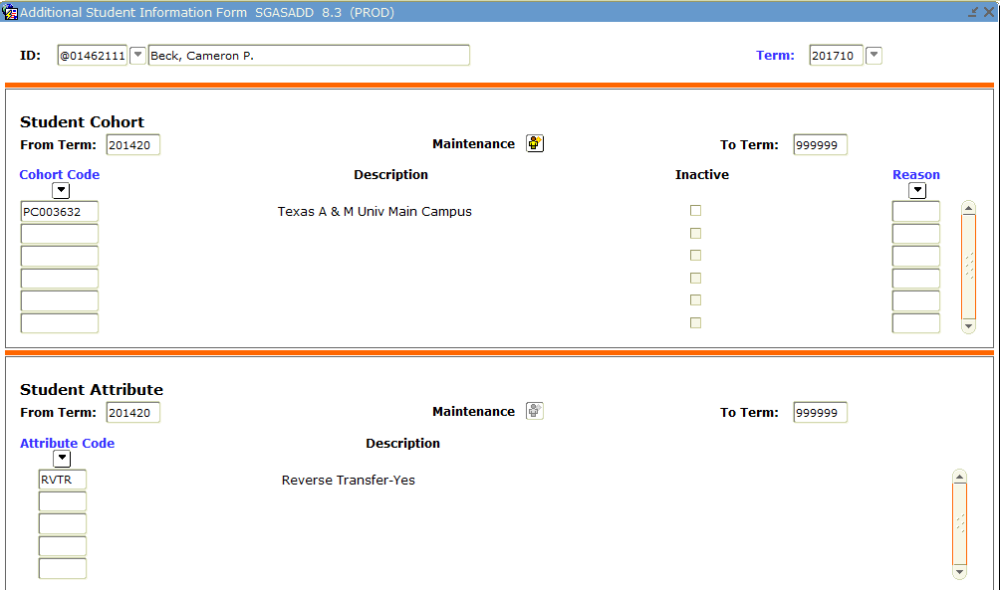 Additional Student Information Form  SGASADD  8.3  (PROD)
ID: @01462111 Beck, Cameron P. Term: 201710
Student Cohort
From Term: 201420 Maintenance To Term: 999999
Cohort Code Description Inactive Reason
PC003632 Texas A & M Univ Main Campus
Student Attribute
From Term: 201420 Maintenance To Term: 999999
Attribute Code Description
RVTR Reverse Transfer-Yes